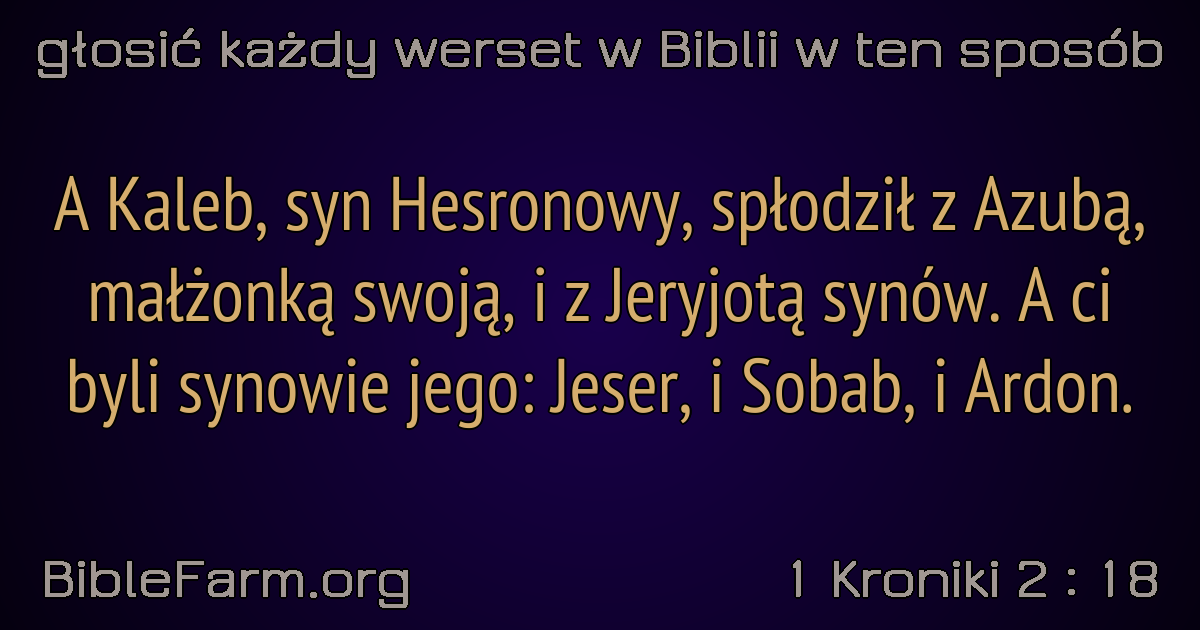 głosić każdy werset w Biblii w ten sposób
A Kaleb, syn Hesronowy, spłodził z Azubą,
małżonką swoją, i z Jeryjotą synów. A ci
byli synowie jego: Jeser, i Sobab, i Ardon.
BibleFarm.org
1 Kroniki 2 : 18